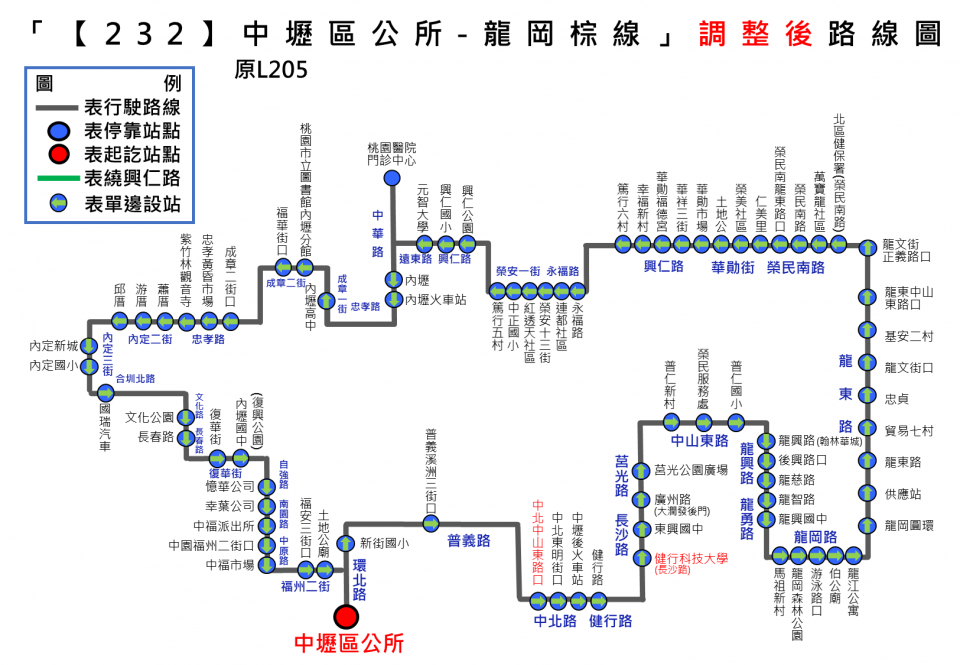 「【232】中壢區公所-龍岡棕線」調整後路線圖
原L205
圖例
表行駛路線
表停靠站點
表起訖站點
表繞興仁路
表單邊設站
中壢區公所
環北路
新街國小
普義路
普義溪洲二街口
中北中山東路口
中北東明街口
中壢後火車站
健行路
中北路
健行路
健行科技大學
(長沙路)
東興國中
廣州路
(大潤發後門)
莒光公園廣場
長沙路
莒光路
普仁新村
榮民服務處
普仁國小
中山東路
龍興路(翰林華城)
後興路口
龍慈路
龍智路
龍興國中
龍興路
龍勇路
龍岡路
馬祖新村
龍岡森林公園
游泳路口
伯公廟
龍江公寓
龍岡圓環
供應站
龍東路
貿易七村
忠貞
龍文街口
基安二村
龍東中山
東路口
龍文街
正義路口
龍東路
北區健保署(榮民南路)
萬寶龍社區
榮民南路
榮民南龍東路口
仁美里
榮美社區
土地公
華勛市場
華祥三街
華勛福德宮
幸福新村
篤行六村
榮民南路
華勛街
興仁路
永福路
連都社區
榮安十三街
紅透天社區
中正國小
篤行五村
榮安一街
永福路
興仁公園
興仁國小
元智大學
興仁路
遠東路
桃園醫院
門診中心
中華路
內壢
內壢火車站
忠孝路
內壢高中
成章一街
桃園市立圖書館內壢分館
福華街口
成章二街
成章二街口
忠孝黃昏市場
紫竹林觀音寺
蕭厝
游厝
邱厝
忠孝路
內定二街
內定新城
內定國小
內定三街
合圳北路
國瑞汽車
文化公園
長春路
文化路
長春路
復華街
內壢國中
(復興公園)
復華街
憶華公司
幸葉公司
中福派出所
中園福州二街口
中福市場
自強路
南園路
中原路
福安三街口
土地公廟
福州二街